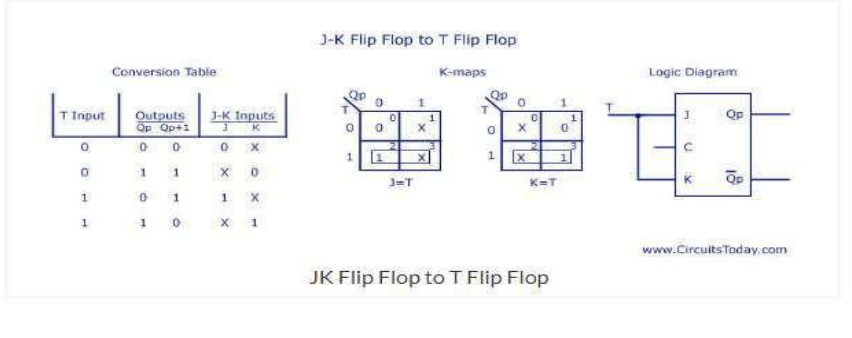 J-K Flip Flop to T Flip Flop
Conversion Table
K-maps
Logic Diagram
T Input Outputs J-K Inputs
Qp Qp+1 J K
0 0 0 0 X
0 1 1 X 0
1 0 1 1 X
1 1 0 X 1
Qp
T
0 1
0
0 0 X 1
1
1 2 X 3
J=T
Qp
T
0 1
0
X 0 0 1
1
X 2 1 3
K=T
T
J Qp
C
K Q̅p
www.CircuitsToday.com
JK Flip Flop to T Flip Flop